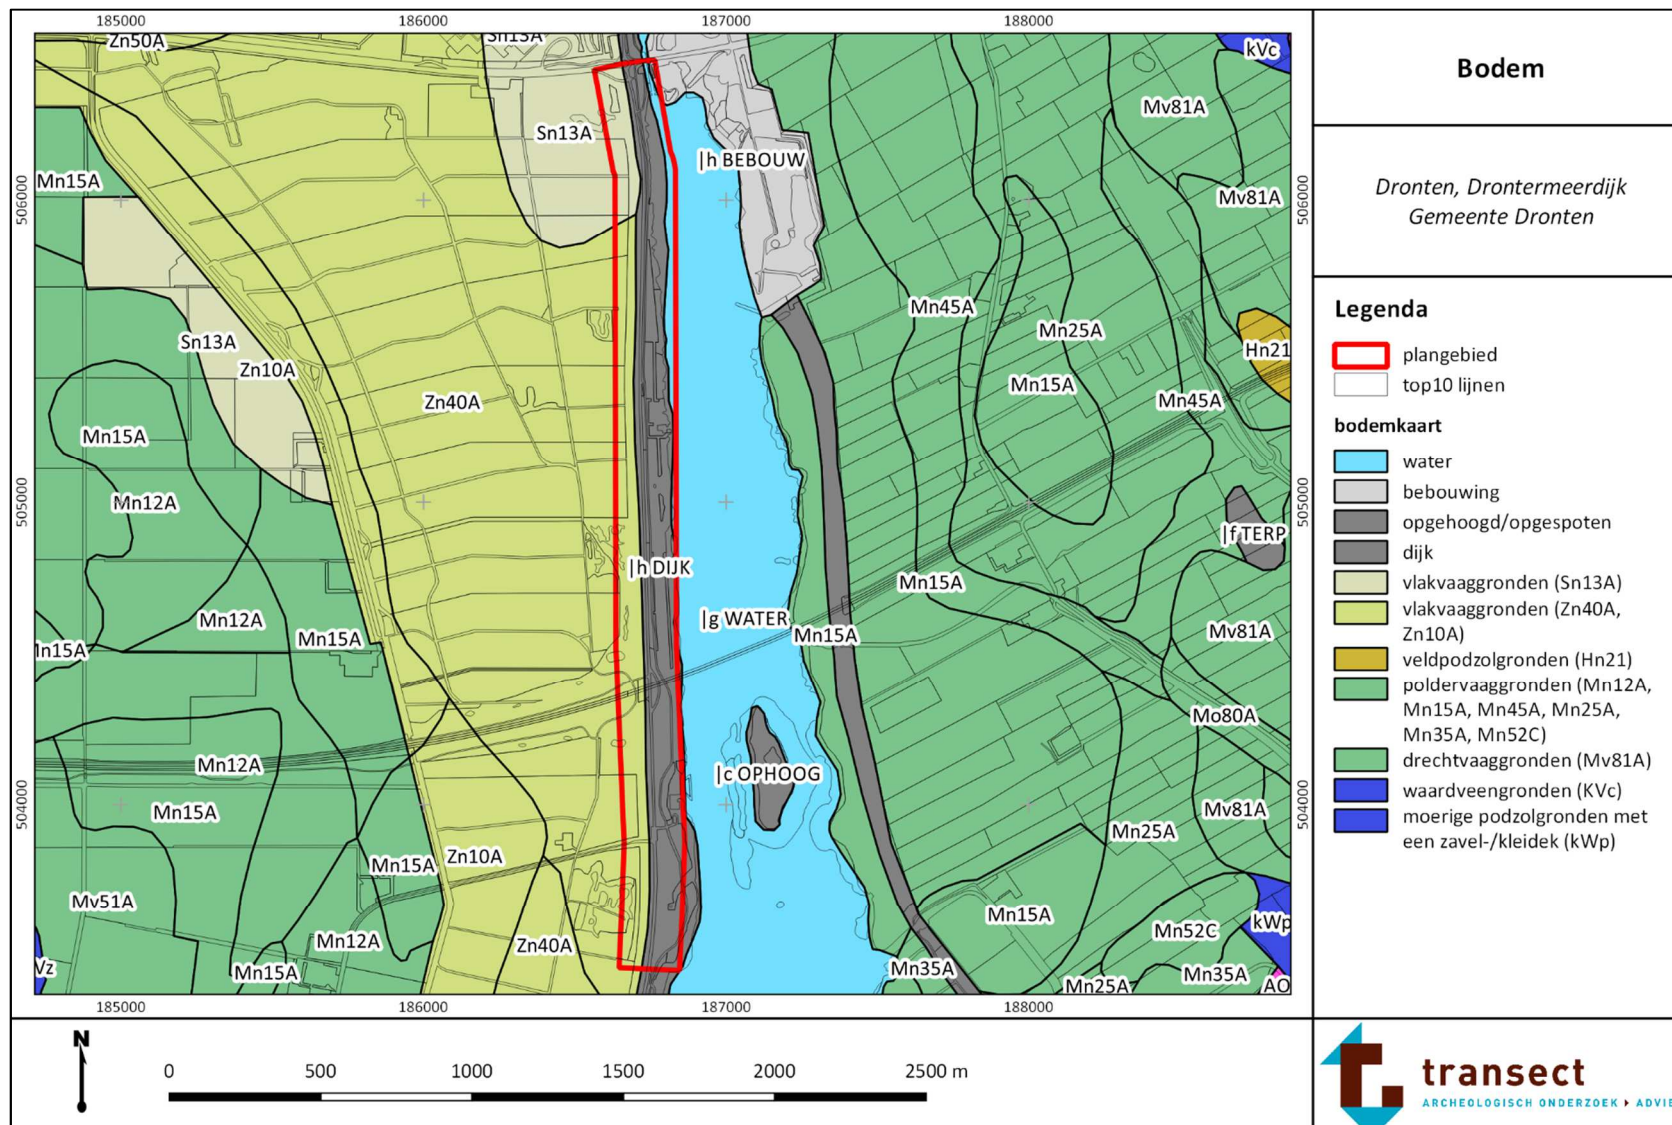 185000 186000 187000 188000
Zn50A
Sn13A
kVc
Mv81A
Sn13A
|h BEBOUW
Mn15A
Mv81A
506000
506000
Mn45A
Mn25A
Sn13A
Hn21
Zn10A
Mn15A
Zn40A
Mn45A
Mn15A
Mn12A
505000
505000
|f TERP
|h DIJK
Mn15A
Mn12A
|g WATER
Mn15A
Mn15A
Mn15A
Mv81A
Mo80A
Mn12A
|c OPHOOG
504000
504000
Mn15A
Mv81A
Mn25A
Mn15A
Zn10A
Mv51A
Mn15A
kWp
Mn52C
Mn12A
Zn40A
Vz
Mn15A
Mn35A
Mn35A
Mn25A
AO
185000 186000 187000 188000
N
0 500 1000 1500 2000 2500 m
Bodem
Dronten, Drontermeerdijk
Gemeente Dronten
Legenda
plangebied
top10 lijnen
bodemkaart
water
bebouwing
opgehoogd/opgespoten
dijk
vlakvaaggronden (Sn13A)
vlakvaaggronden (Zn40A,
Zn10A)
veldpodzolgronden (Hn21)
poldervaaggronden (Mn12A,
Mn15A, Mn45A, Mn25A,
Mn35A, Mn52C)
drechtvaaggronden (Mv81A)
waardveengronden (KVc)
moerige podzolgronden met
een zavel-/kleidek (kWp)
transect
ARCHEOLOGISCH ONDERZOEK ▸ ADVIE